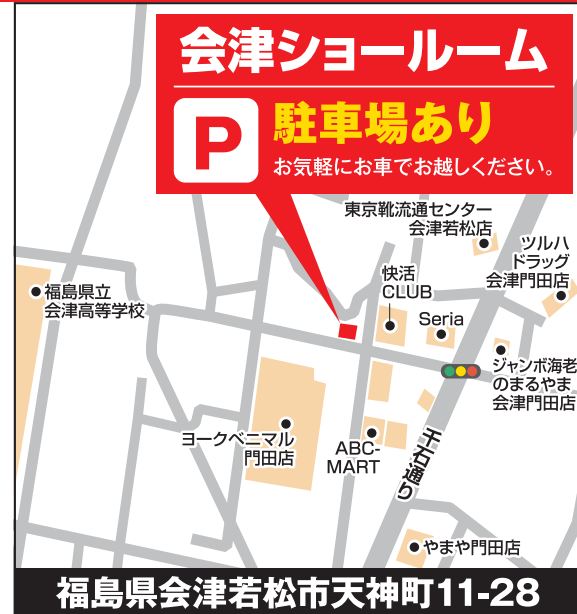 会津ショールーム
P
駐車場あり
お気軽にお車でお越しください。
東京靴流通センター
会津若松店
ツルハ
ドラッグ
会津門田店
快活
CLUB
Seria
福島県立
会津高等学校
ジャンボ海老
のまるやま
会津門田店
ヨークベニマル
門田店
ABC-
MART
千石通り
やまや門田店
福島県会津若松市天神町11-28